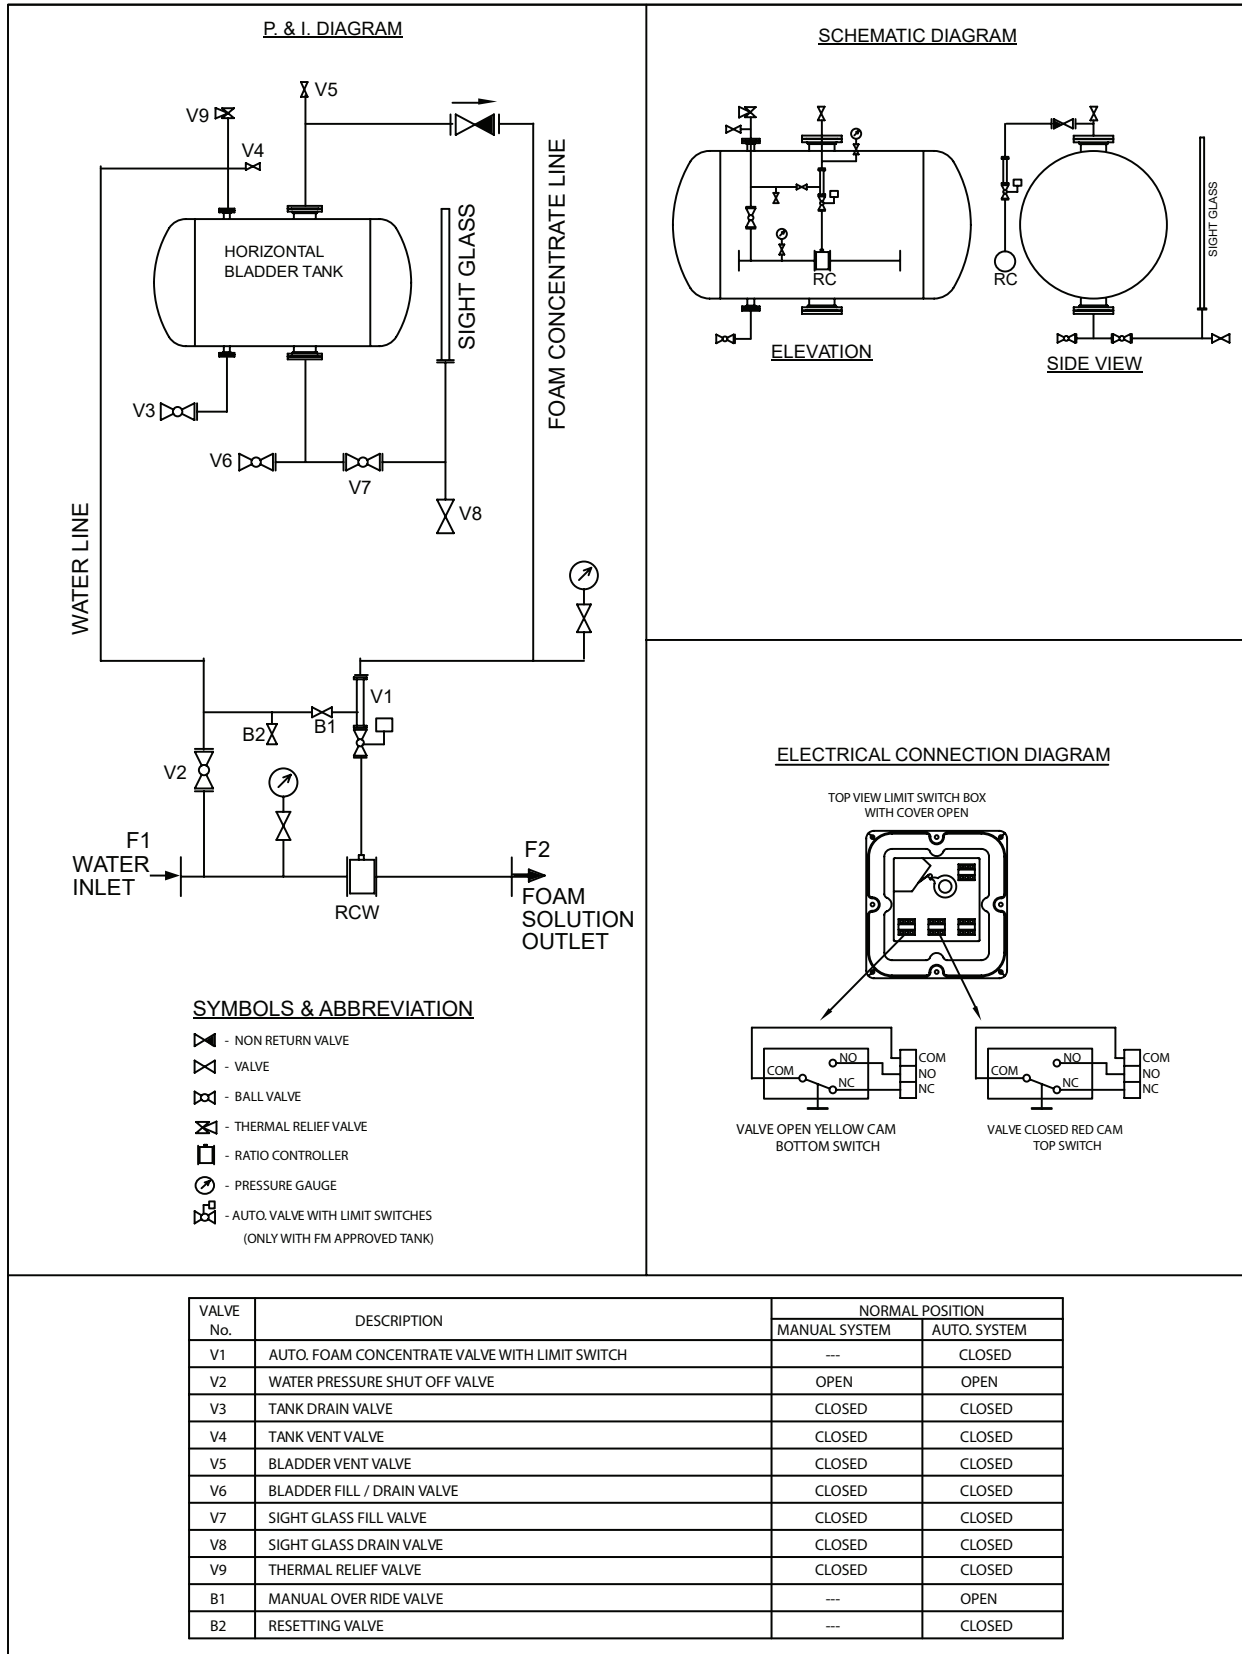 P. & I. DIAGRAM
V5
V9
V4
HORIZONTAL
BLADDER TANK
SIGHT GLASS
FOAM CONCENTRATE LINE
V3
V6
V7
V8
WATER LINE
V1
B1
B2
V2
F1
WATER
INLET
RCW
F2
FOAM
SOLUTION
OUTLET
SYMBOLS & ABBREVIATION
- NON RETURN VALVE
- VALVE
- BALL VALVE
- THERMAL RELIEF VALVE
- RATIO CONTROLLER
- PRESSURE GAUGE
- AUTO. VALVE WITH LIMIT SWITCHES
(ONLY WITH FM APPROVED TANK)
SCHEMATIC DIAGRAM
RC
ELEVATION
RC
SIGHT GLASS
SIDE VIEW
ELECTRICAL CONNECTION DIAGRAM
TOP VIEW LIMIT SWITCH BOX
WITH COVER OPEN
COM NO NC COM NO NC
VALVE OPEN YELLOW CAM
BOTTOM SWITCH
COM NO NC COM NO NC
VALVE CLOSED RED CAM
TOP SWITCH
VALVE No. DESCRIPTION NORMAL POSITION
MANUAL SYSTEM AUTO. SYSTEM
V1 AUTO. FOAM CONCENTRATE VALVE WITH LIMIT SWITCH --- CLOSED
V2 WATER PRESSURE SHUT OFF VALVE OPEN OPEN
V3 TANK DRAIN VALVE CLOSED CLOSED
V4 TANK VENT VALVE CLOSED CLOSED
V5 BLADDER VENT VALVE CLOSED CLOSED
V6 BLADDER FILL / DRAIN VALVE CLOSED CLOSED
V7 SIGHT GLASS FILL VALVE CLOSED CLOSED
V8 SIGHT GLASS DRAIN VALVE CLOSED CLOSED
V9 THERMAL RELIEF VALVE CLOSED CLOSED
B1 MANUAL OVER RIDE VALVE --- OPEN
B2 RESETTING VALVE --- CLOSED